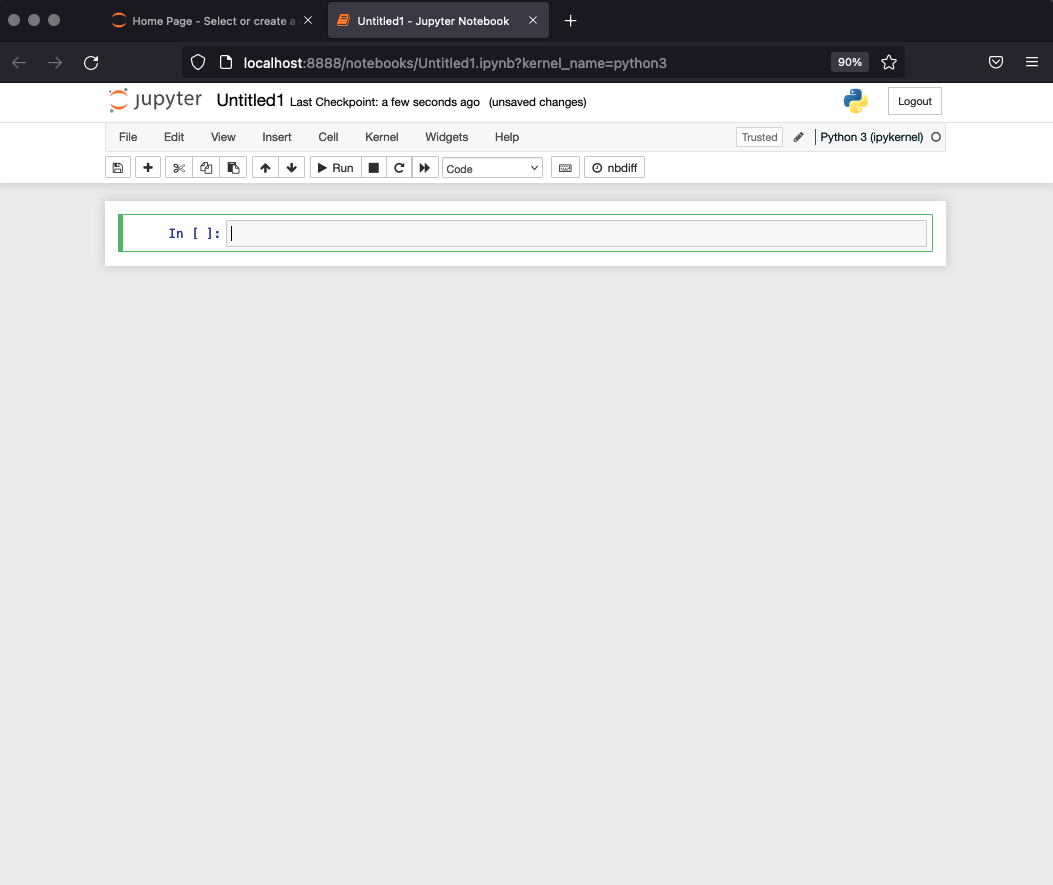 Home Page - Select or create a
Untitled1 - Jupyter Notebook
localhost:8888/notebooks/Untitled1.ipynb?kernel_name=python3
90%
jupyter Untitled1 Last Checkpoint: a few seconds ago (unsaved changes)
Logout
File Edit View Insert Cell Kernel Widgets Help
Trusted
Python 3 (ipykernel)
Run
Code
nbdiff
In [ ]: